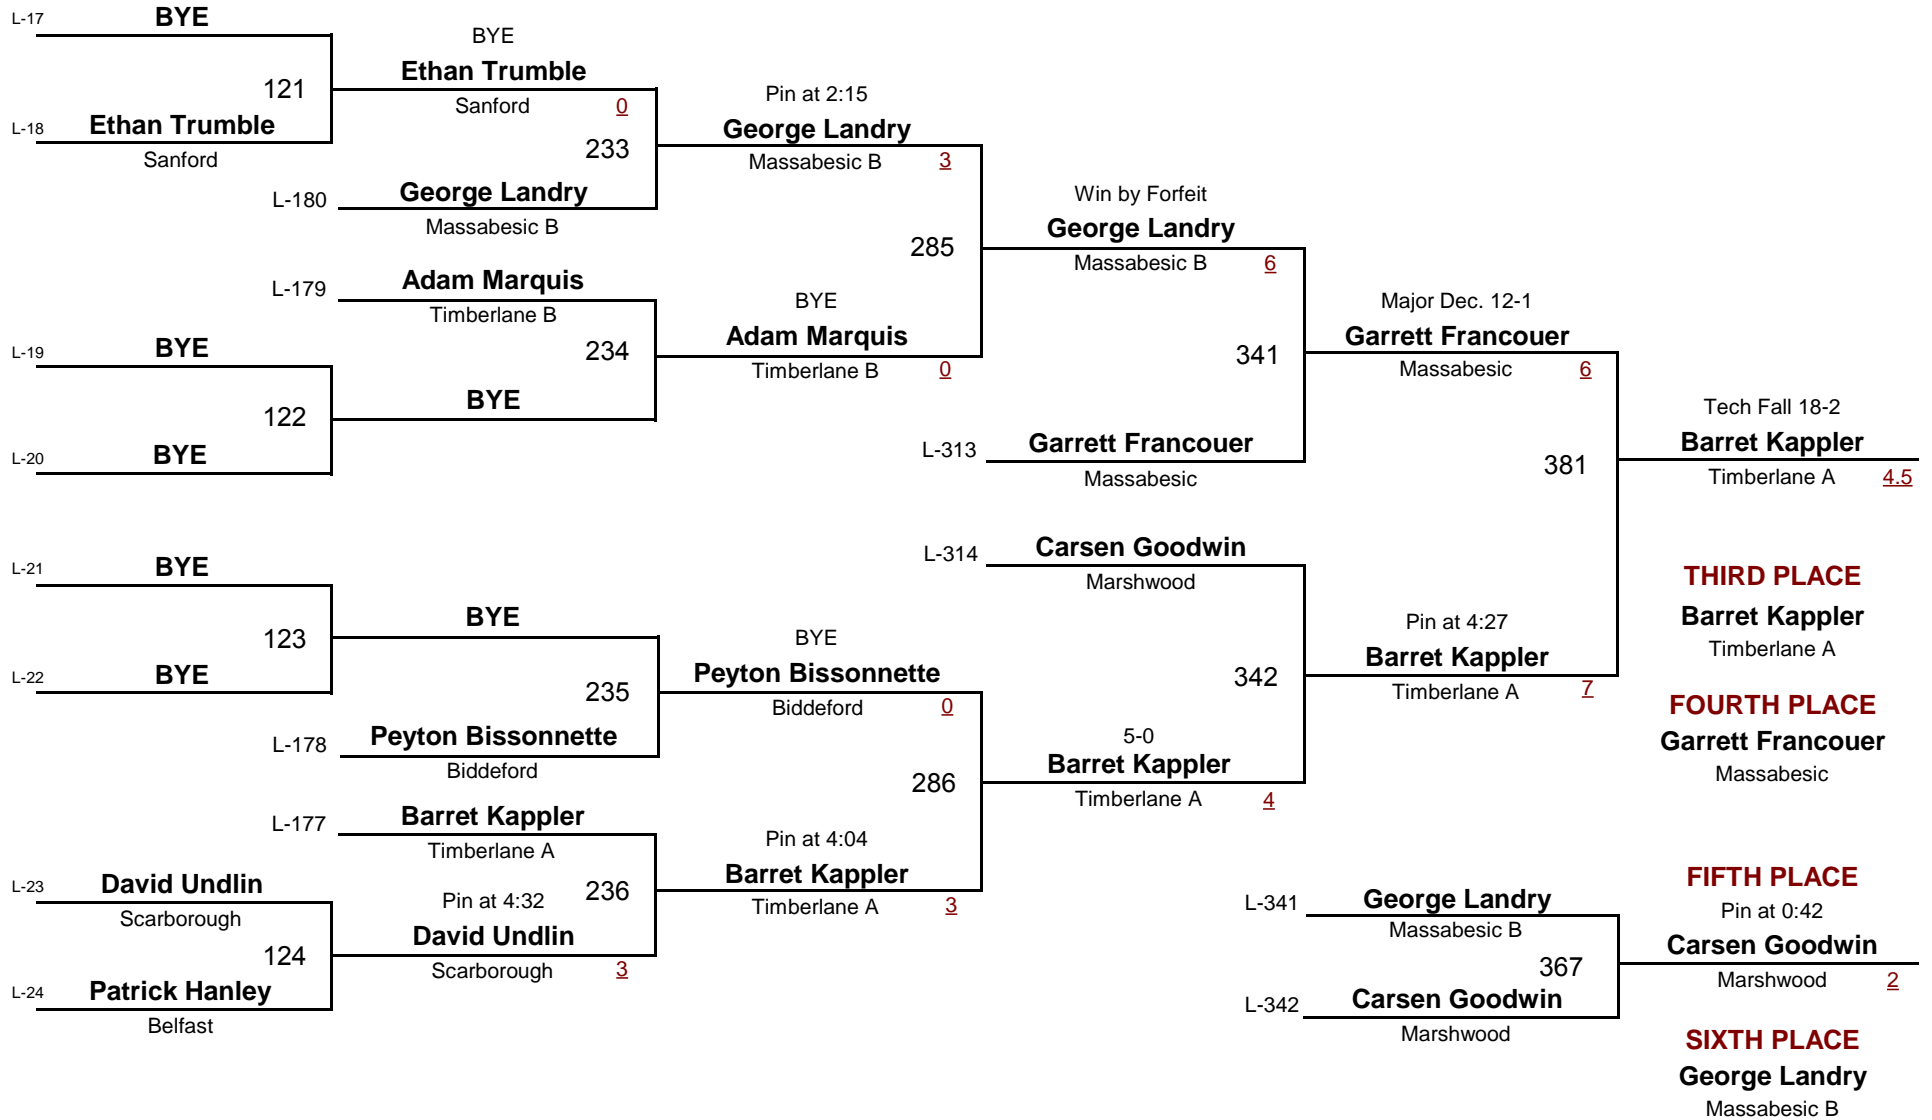 L-17 BYE
121
L-18 Ethan Trumble
Sanford
BYE
Ethan Trumble
Sanford 0
233
L-180 George Landry
Massabesic B
Pin at 2:15
George Landry
Massabesic B 3
285
L-179 Adam Marquis
Timberlane B
234
L-19 BYE
122
L-20 BYE
BYE
BYE
Adam Marquis
Timberlane B 0
Win by Forfeit
George Landry
Massabesic B 6
341
L-313 Garrett Francouer
Massabesic
Major Dec. 12-1
Garrett Francouer
Massabesic 6
381
Tech Fall 18-2
Barret Kappler
Timberlane A 4.5
L-21 BYE
123
L-22 BYE
BYE
235
L-178 Peyton Bissonnette
Biddeford
BYE
Peyton Bissonnette
Biddeford 0
286
L-177 Barret Kappler
Timberlane A
236
L-23 David Undlin
Scarborough
124
L-24 Patrick Hanley
Belfast
Pin at 4:32
David Undlin
Scarborough 3
Pin at 4:04
Barret Kappler
Timberlane A 3
L-314 Carsen Goodwin
Marshwood
342
5-0
Barret Kappler
Timberlane A 4
Pin at 4:27
Barret Kappler
Timberlane A 7
THIRD PLACE
Barret Kappler
Timberlane A
FOURTH PLACE
Garrett Francouer
Massabesic
L-341 George Landry
Massabesic B
367
L-342 Carsen Goodwin
Marshwood
FIFTH PLACE
Pin at 0:42
Carsen Goodwin
Marshwood 2
SIXTH PLACE
George Landry
Massabesic B